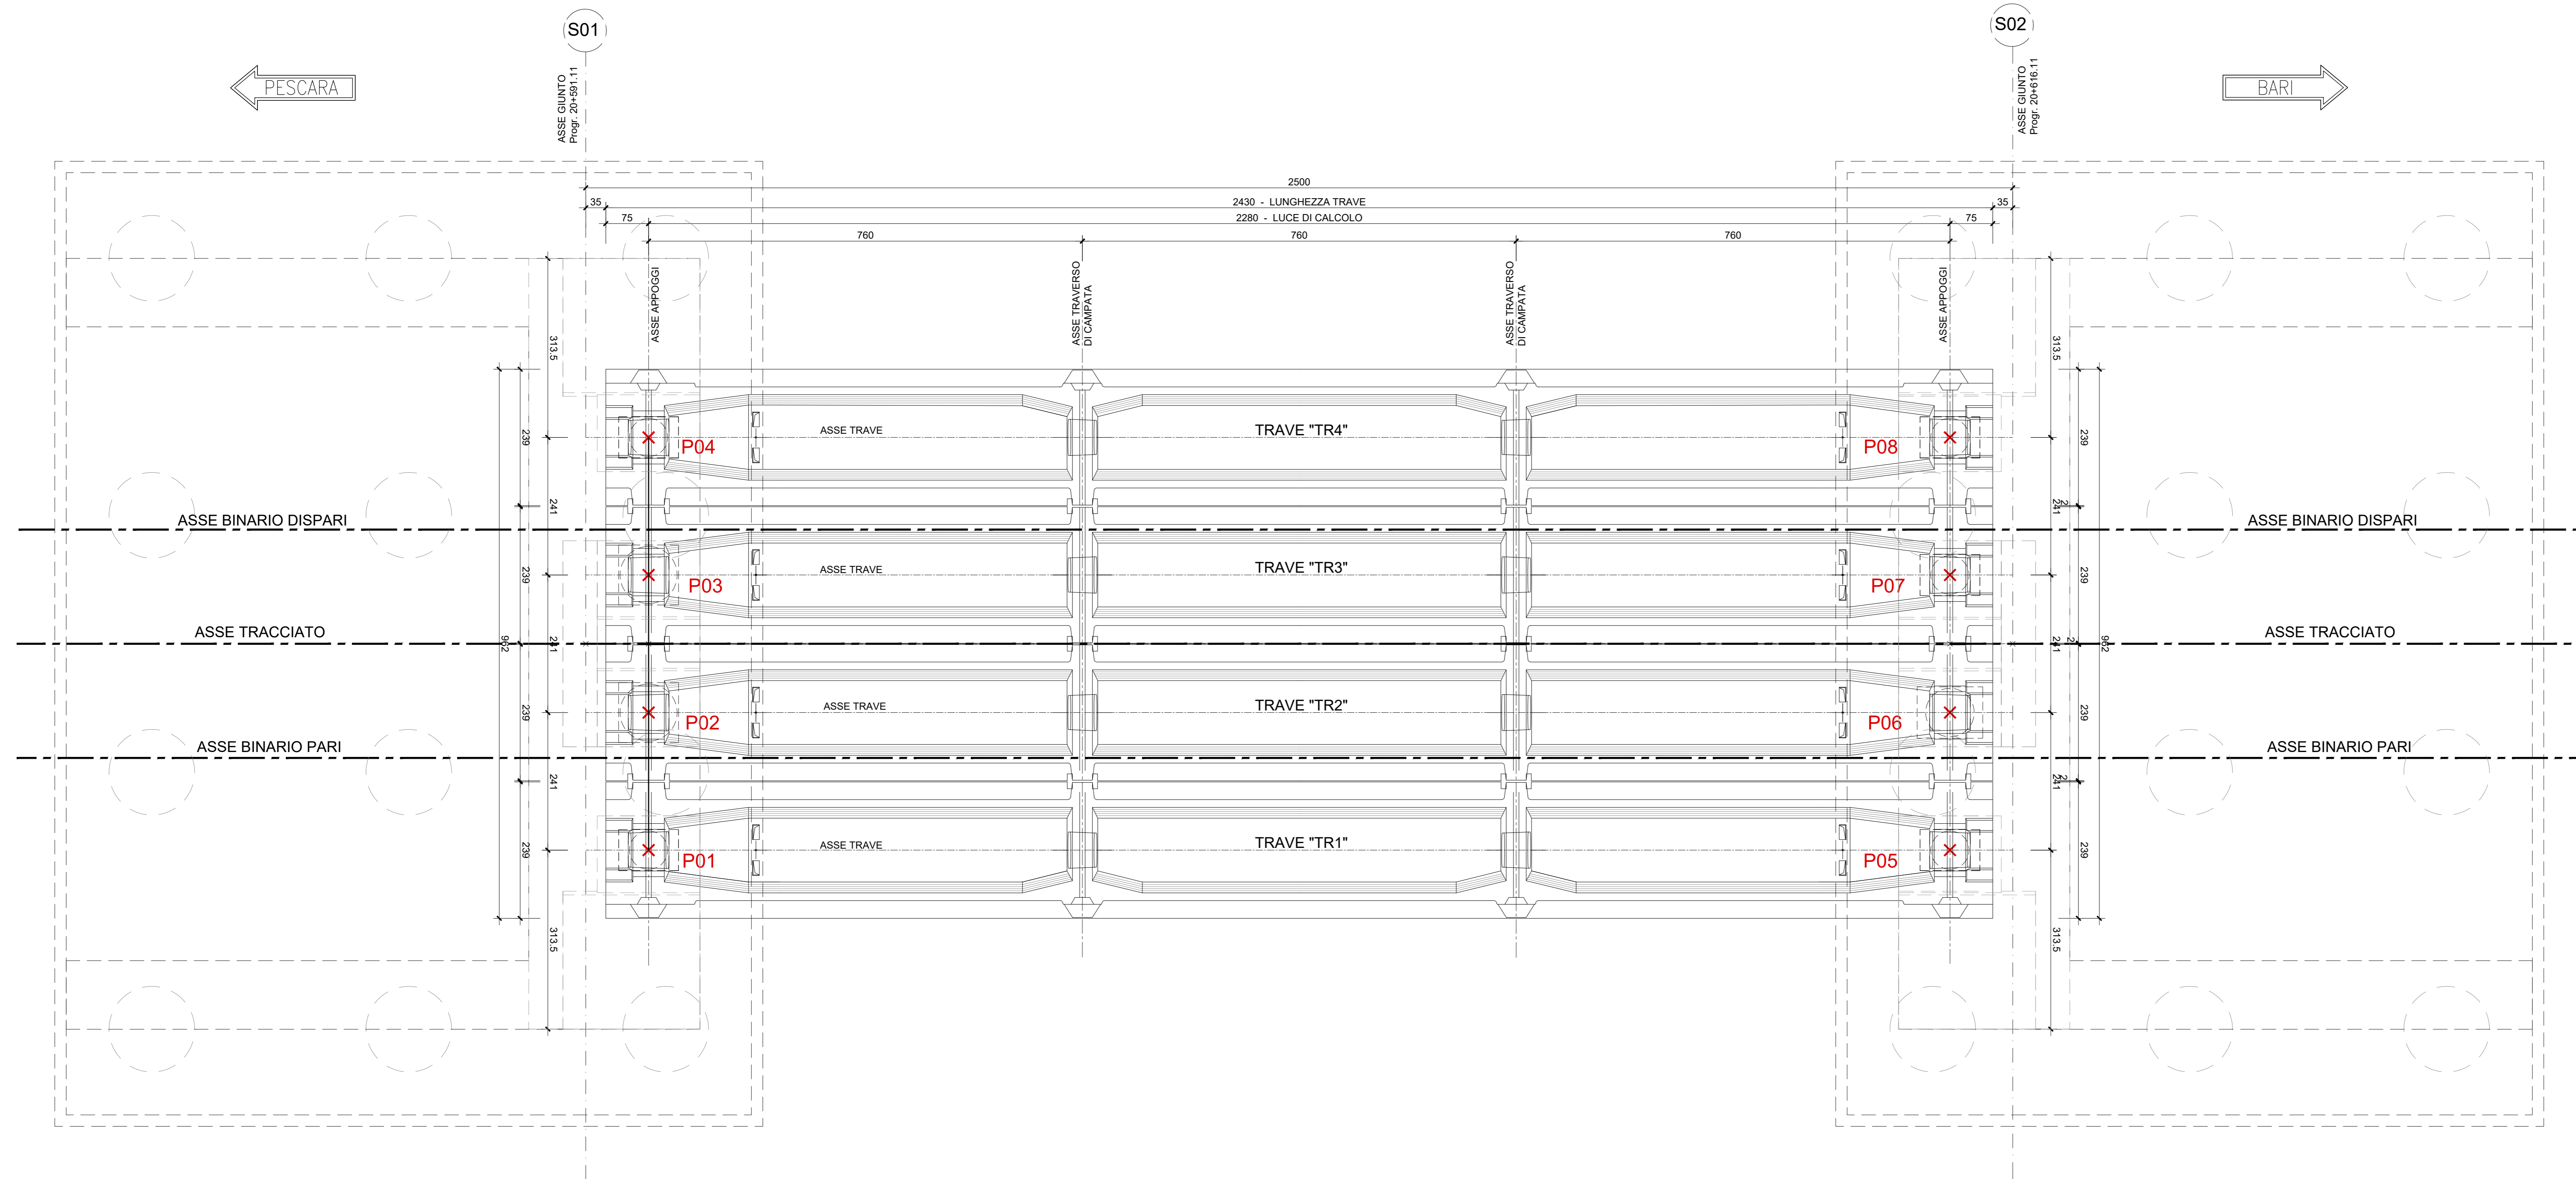 S01
S02
PESCARA
BARI
ASSE GIUNTO
Progr. 20+591.11
ASSE GIUNTO
Progr. 20+616.11
2500
35
2430 - LUNGHEZZA TRAVE
35
75
2280 - LUCE DI CALCOLO
75
760
760
760
ASSE APPOGGI
ASSE TRAVERSO
DI CAMPATA
ASSE TRAVERSO
DI CAMPATA
ASSE APPOGGI
313.5
313.5
239
P04
ASSE TRAVE
TRAVE "TR4"
P08
239
241
241
2
ASSE BINARIO DISPARI
ASSE BINARIO DISPARI
239
P03
ASSE TRAVE
TRAVE "TR3"
P07
239
ASSE TRACCIATO
962
241
241
2
962
ASSE TRACCIATO
239
P02
ASSE TRAVE
TRAVE "TR2"
P06
239
ASSE BINARIO PARI
ASSE BINARIO PARI
241
241
2
239
P01
ASSE TRAVE
TRAVE "TR1"
P05
239
313.5
313.5